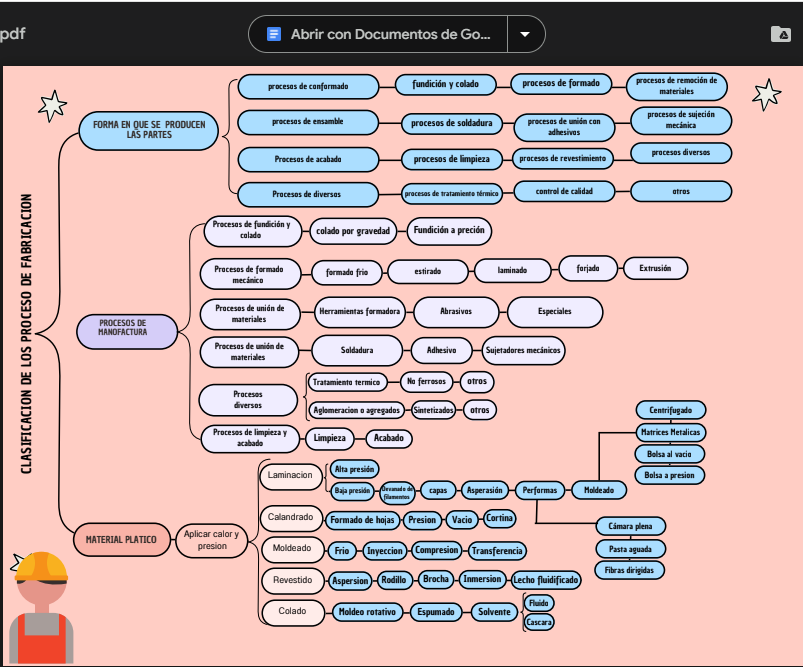 pdf
Abrir con Documentos de Go...
CLASIFICACION DE LOS PROCESO DE FABRICACION
FORMA EN QUE SE PRODUCEN
LAS PARTES
procesos de conformado
fundición y colado
procesos de formado
procesos de remoción de
materiales
procesos de ensamble
procesos de soldadura
procesos de unión con
adhesivos
procesos de sujeción
mecánica
Procesos de acabado
procesos de limpieza
procesos de revestimiento
procesos diversos
Procesos de diversos
procesos de tratamiento térmico
control de calidad
otros
PROCESOS DE
MANOFACTURA
Procesos de fundición y
colado
colado por gravedad
Fundición a preción
Procesos de formado
mecánico
formado frio
estirado
laminado
forjado
Extrusión
Procesos de unión de
materiales
Herramientas formadora
Abrasivos
Especiales
Procesos de unión de
materiales
Soldadura
Adhesivo
Sujetadores mecánicos
Procesos
diversos
Tratamiento termico
No ferrosos
otros
Aglomeracion o agregados
Sintetizados
otros
Procesos de limpieza y
acabado
Limpieza
Acabado
MATERIAL PLATICO
Aplicar calor y
presion
Laminacion
Alta presión
Baja presión
Devanado de
filamentos
capas
Asperasión
Performas
Moldeado
Centrifugado
Matrices Metalicas
Bolsa al vacio
Bolsa a presion
Cámara plena
Pasta aguada
Fibras dirigidas
Calandrado
Formado de hojas
Presion
Vacio
Cortina
Moldeado
Frio
Inyeccion
Compresion
Transferencia
Revestido
Aspersion
Rodillo
Brocha
Inmersion
Lecho fluidificado
Colado
Moldeo rotativo
Espumado
Solvente
Fluido
Cascara